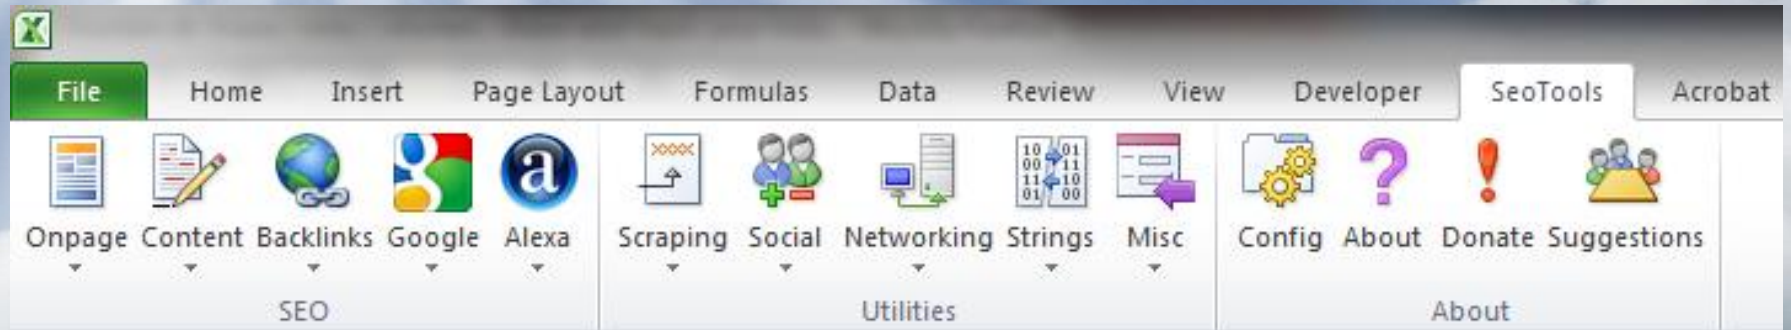 File Home Insert Page Layout Formulas Data Review View Developer SeoTools Acrobat
Onpage Content Backlinks Google Alexa Scraping Social Networking Strings Misc Config About Donate Suggestions
SEO Utilities About